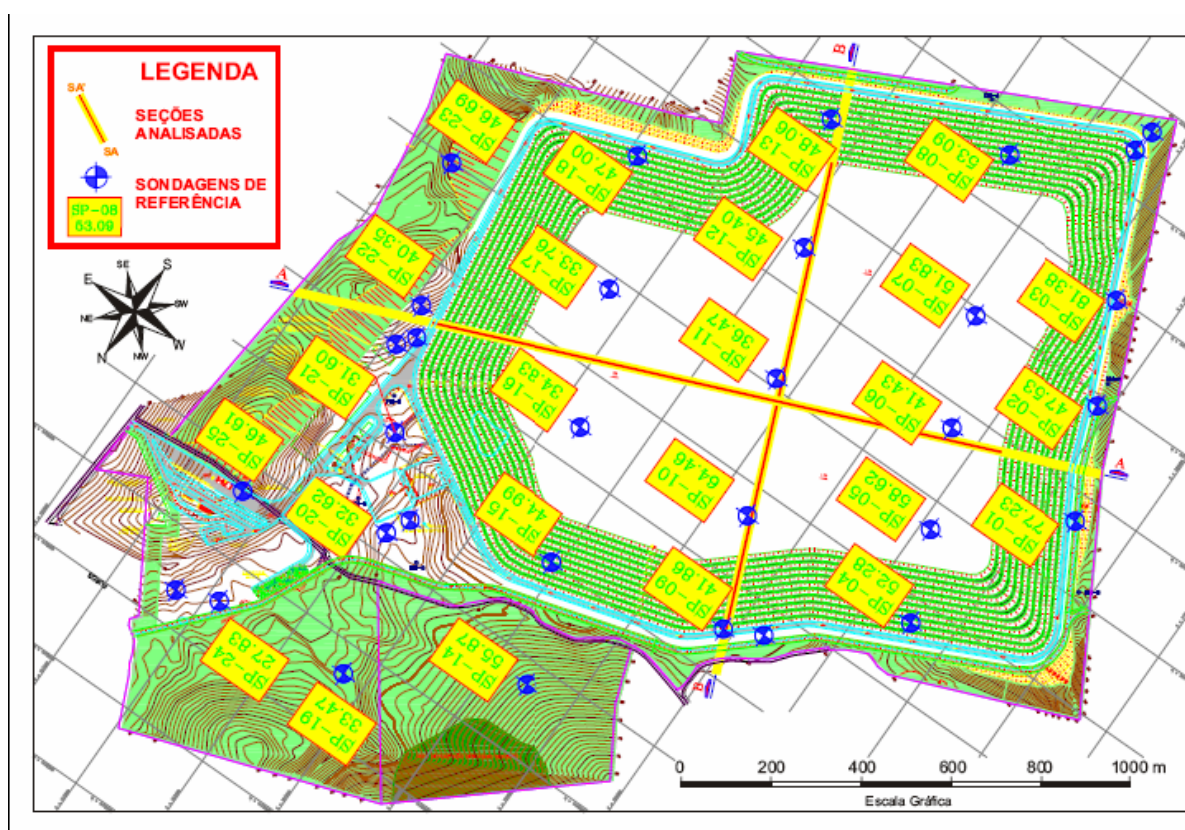 LEGENDA
SA'
SA
SEÇÕES
ANALISADAS
SONDAGENS DE
REFERÊNCIA
SP-08
53.09
SE
S
E
SW
NE
W
N
NW
B
A
SP-23
46.69
SP-18
47.00
SP-13
48.06
SP-08
53.09
SP-22
40.35
SP-17
33.76
SP-12
45.40
SP-07
51.83
SP-03
81.38
SP-21
31.60
SP-16
34.83
SP-11
36.47
SP-06
41.43
SP-02
47.53
A
SP-25
46.61
SP-20
32.62
SP-15
44.99
SP-10
64.46
SP-05
68.62
SP-01
77.23
SP-09
41.86
SP-04
52.28
B
SP-24
27.83
SP-19
33.47
SP-14
55.87
0 200 400 600 800 1000 m
Escala Gráfica